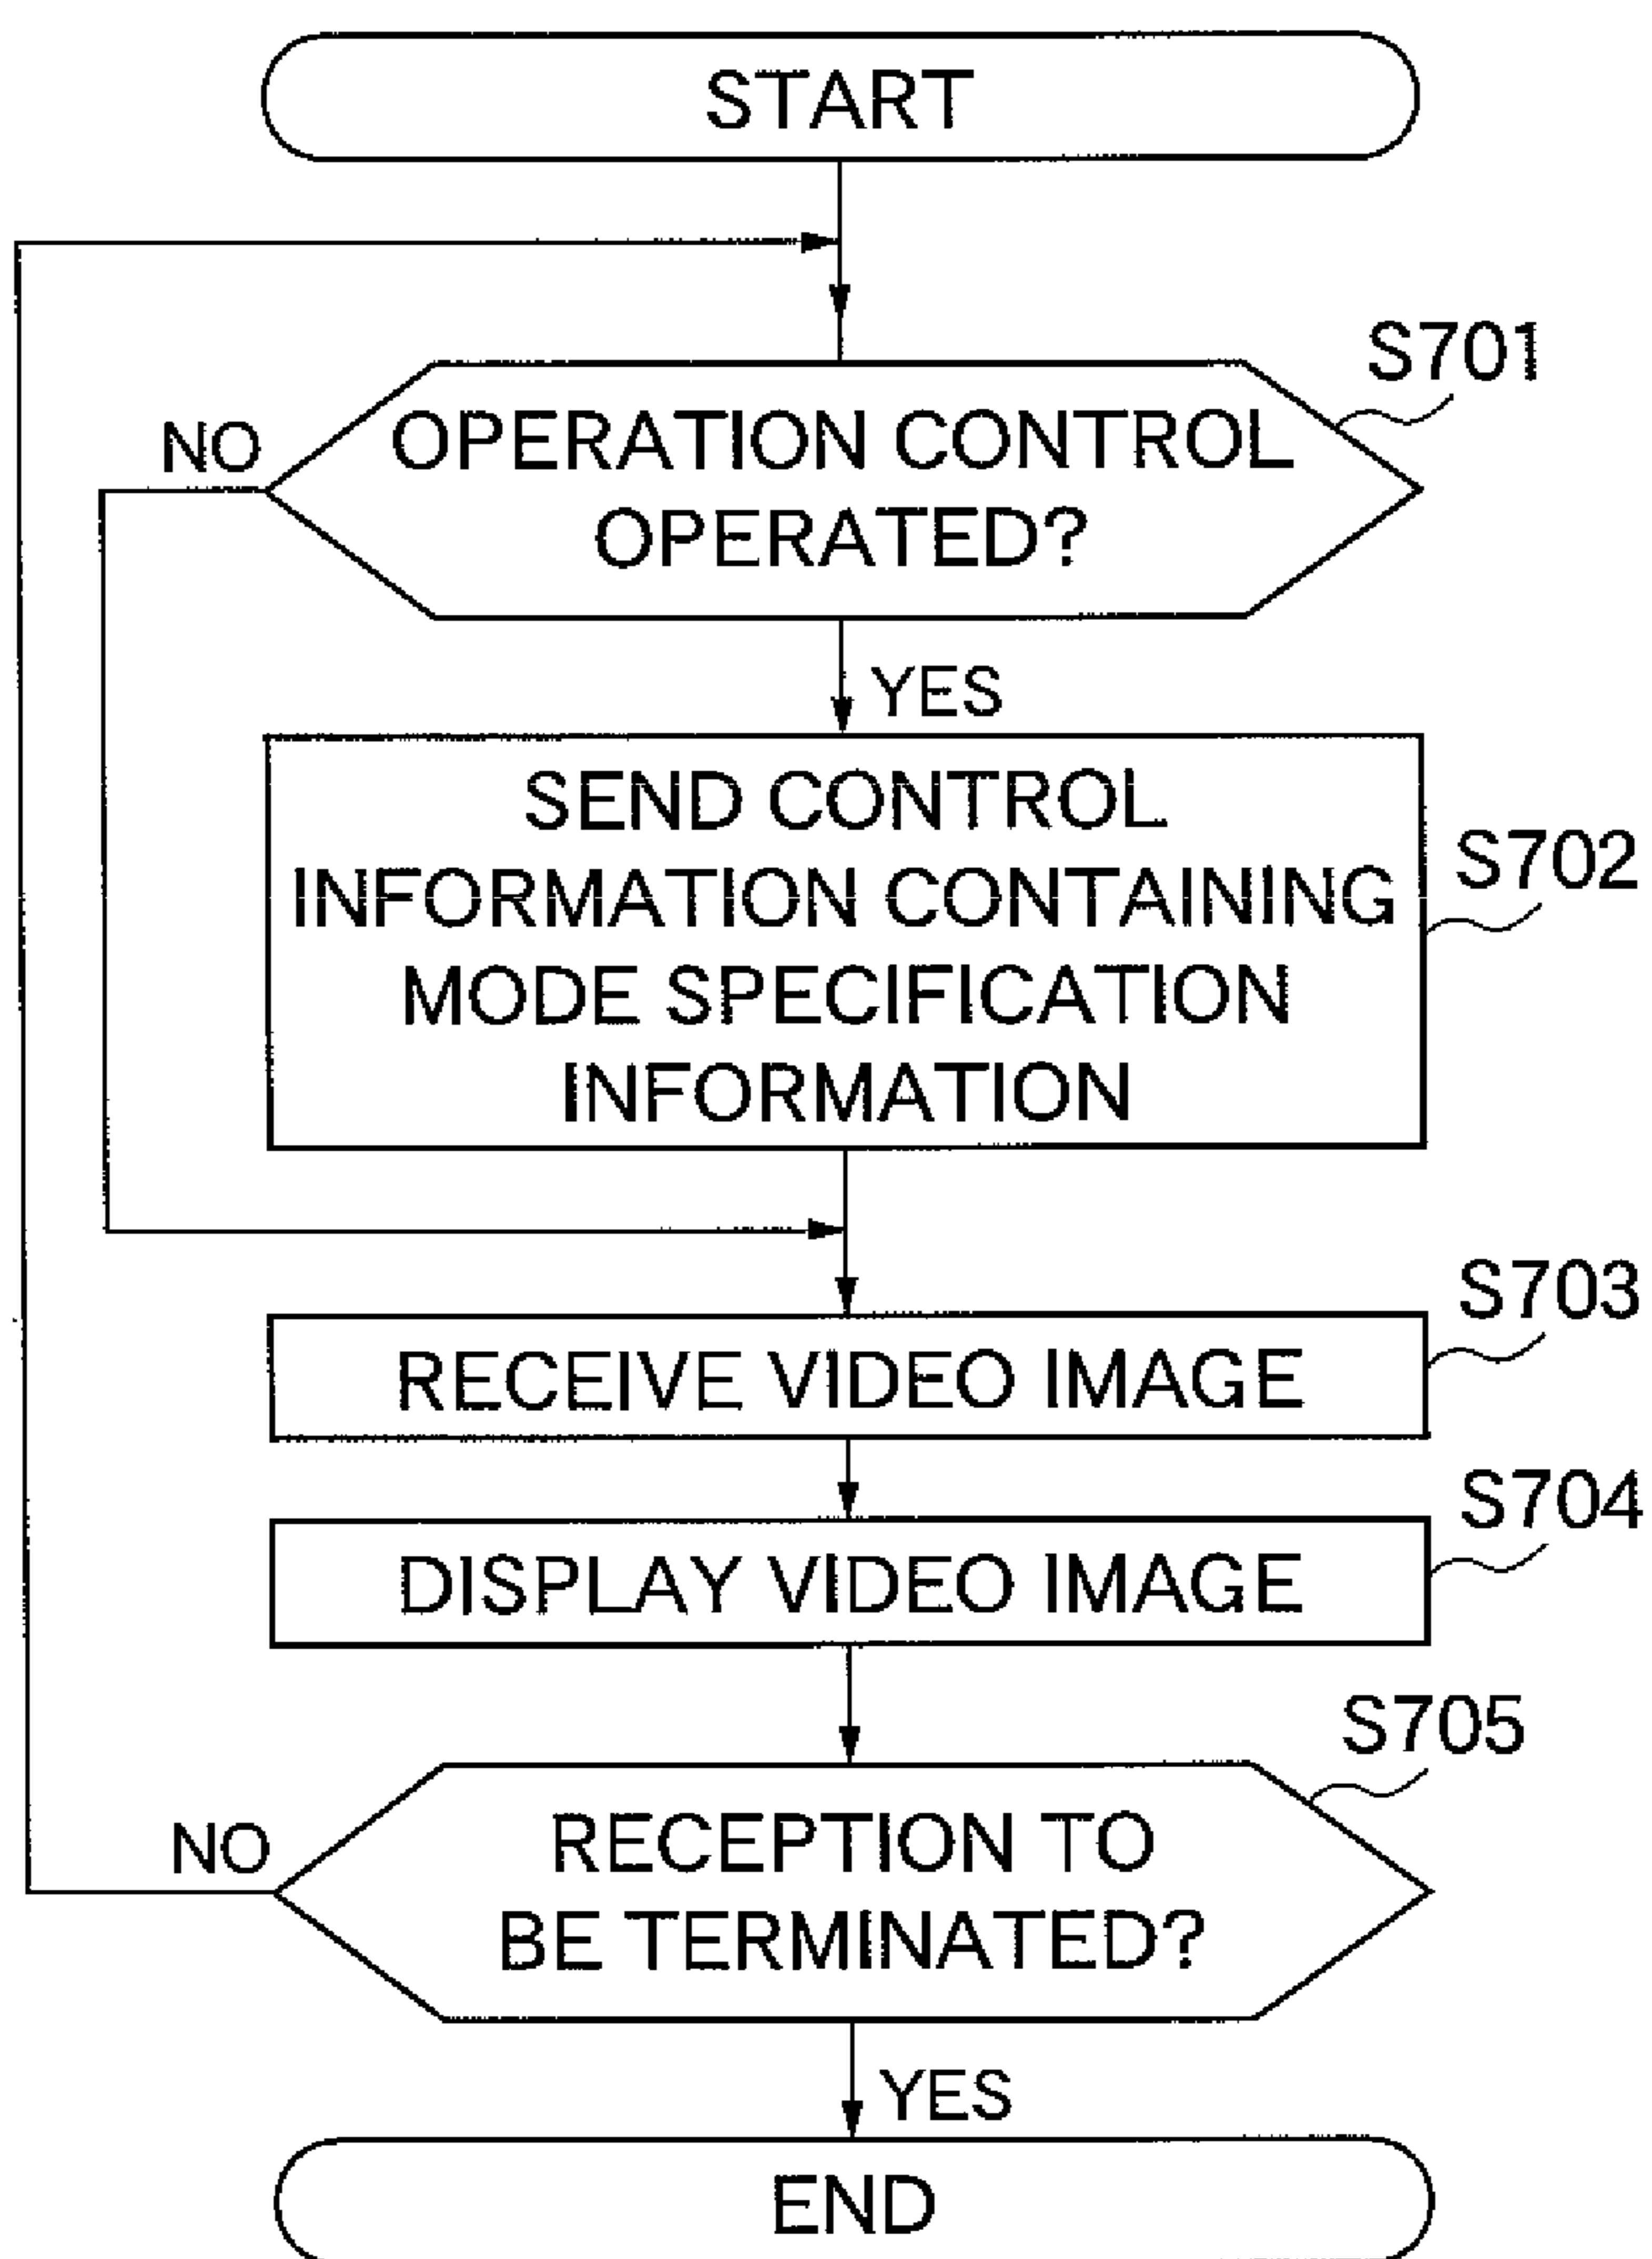 START
S701
NO
OPERATION CONTROL
OPERATED?
YES
SEND CONTROL
INFORMATION CONTAINING
MODE SPECIFICATION
INFORMATION
S702
S703
RECEIVE VIDEO IMAGE
S704
DISPLAY VIDEO IMAGE
S705
NO
RECEPTION TO
BE TERMINATED?
YES
END